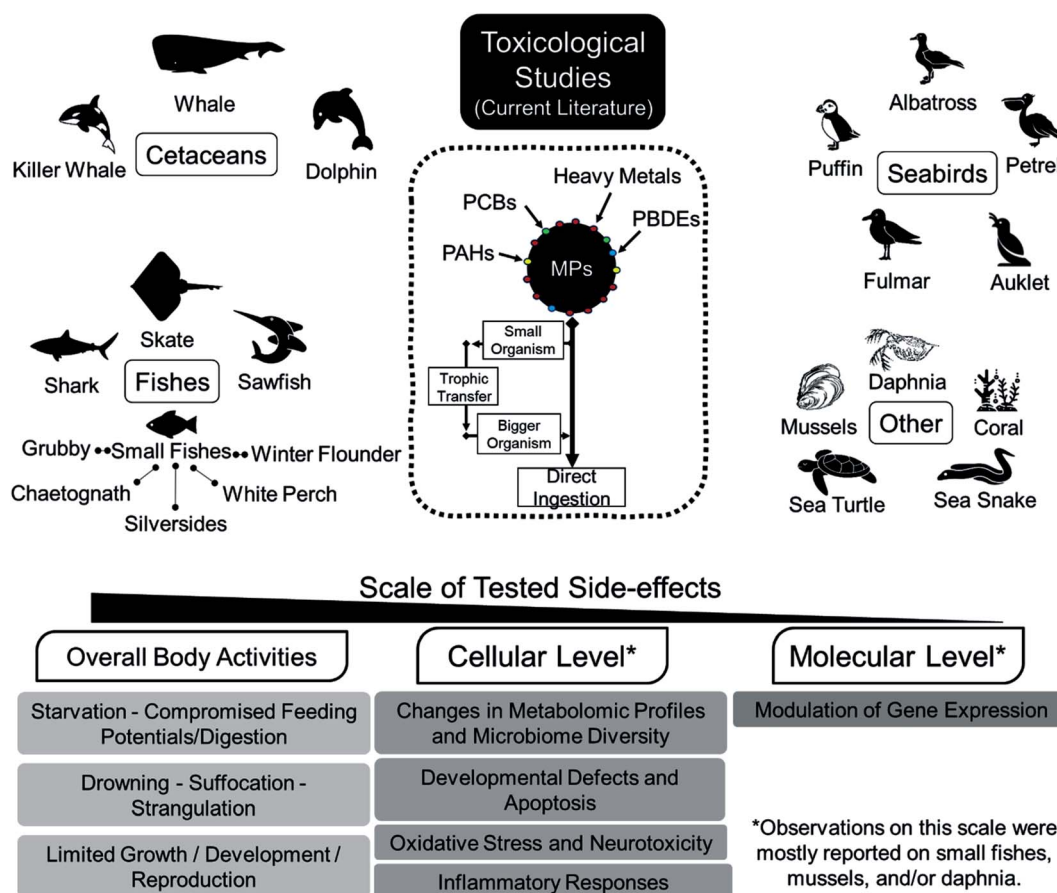 Toxicological
Studies
(Current Literature)
Whale
Killer Whale
Cetaceans
Dolphin
Albatross
Puffin
Seabirds
Petrel
Fulmar
Auklet
Heavy Metals
PCBs
PBDEs
PAHs
MPs
Small
Organism
Trophic
Transfer
Bigger
Organism
Direct
Ingestion
Skate
Shark
Fishes
Sawfish
Grubby
Small Fishes
Winter Flounder
Chaetognath
White Perch
Silversides
Daphnia
Mussels
Other
Coral
Sea Turtle
Sea Snake
Scale of Tested Side-effects
Overall Body Activities
Starvation - Compromised Feeding
Potentials/Digestion
Drowning - Suffocation -
Strangulation
Limited Growth / Development /
Reproduction
Cellular Level*
Changes in Metabolomic Profiles
and Microbiome Diversity
Developmental Defects and
Apoptosis
Oxidative Stress and Neurotoxicity
Inflammatory Responses
Molecular Level*
Modulation of Gene Expression
*Observations on this scale were
mostly reported on small fishes,
mussels, and/or daphnia.